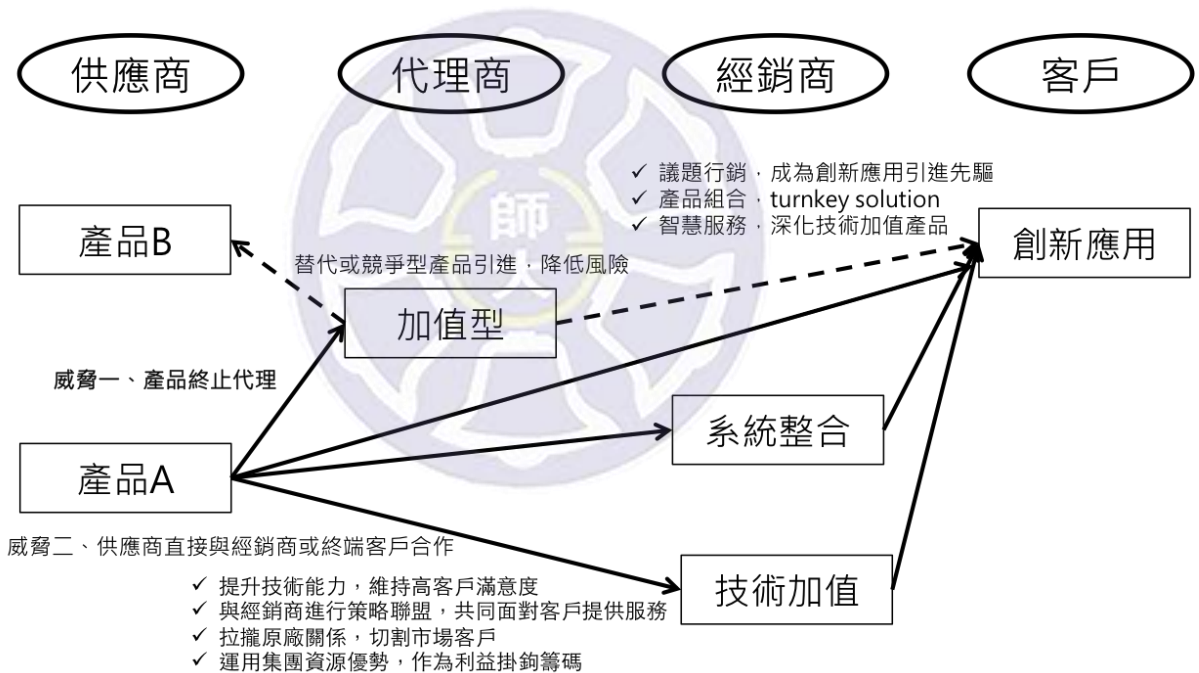 供應商
代理商
經銷商
客戶
✓ 議題行銷，成為創新應用引進先驅
✓ 產品組合，turnkey solution
✓ 智慧服務，深化技術加值產品
產品B
創新應用
師大
替代或競爭型產品引進，降低風險
加值型
威脅一、產品終止代理
系統整合
產品A
威脅二、供應商直接與經銷商或終端客戶合作
技術加值
✓ 提升技術能力，維持高客戶滿意度
✓ 與經銷商進行策略聯盟，共同面對客戶提供服務
✓ 拉攏原廠關係，切割市場客戶
✓ 運用集團資源優勢，作為利益掛鉤籌碼